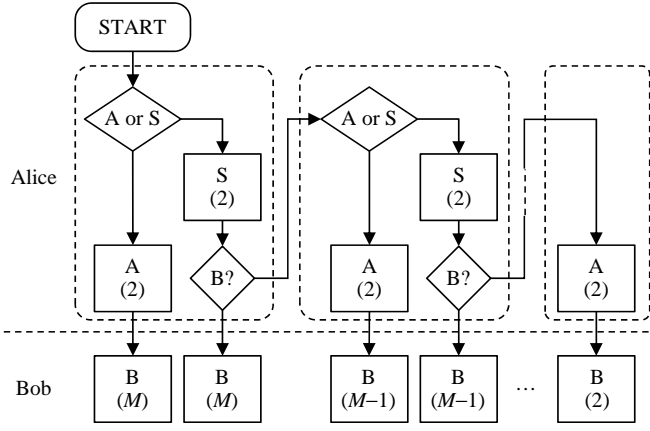 START
A or S
A or S
Alice
S
(2)
S
(2)
A
(2)
B?
A
(2)
B?
A
(2)
Bob
B
(M)
B
(M)
B
(M−1)
B
(M−1)
...
B
(2)